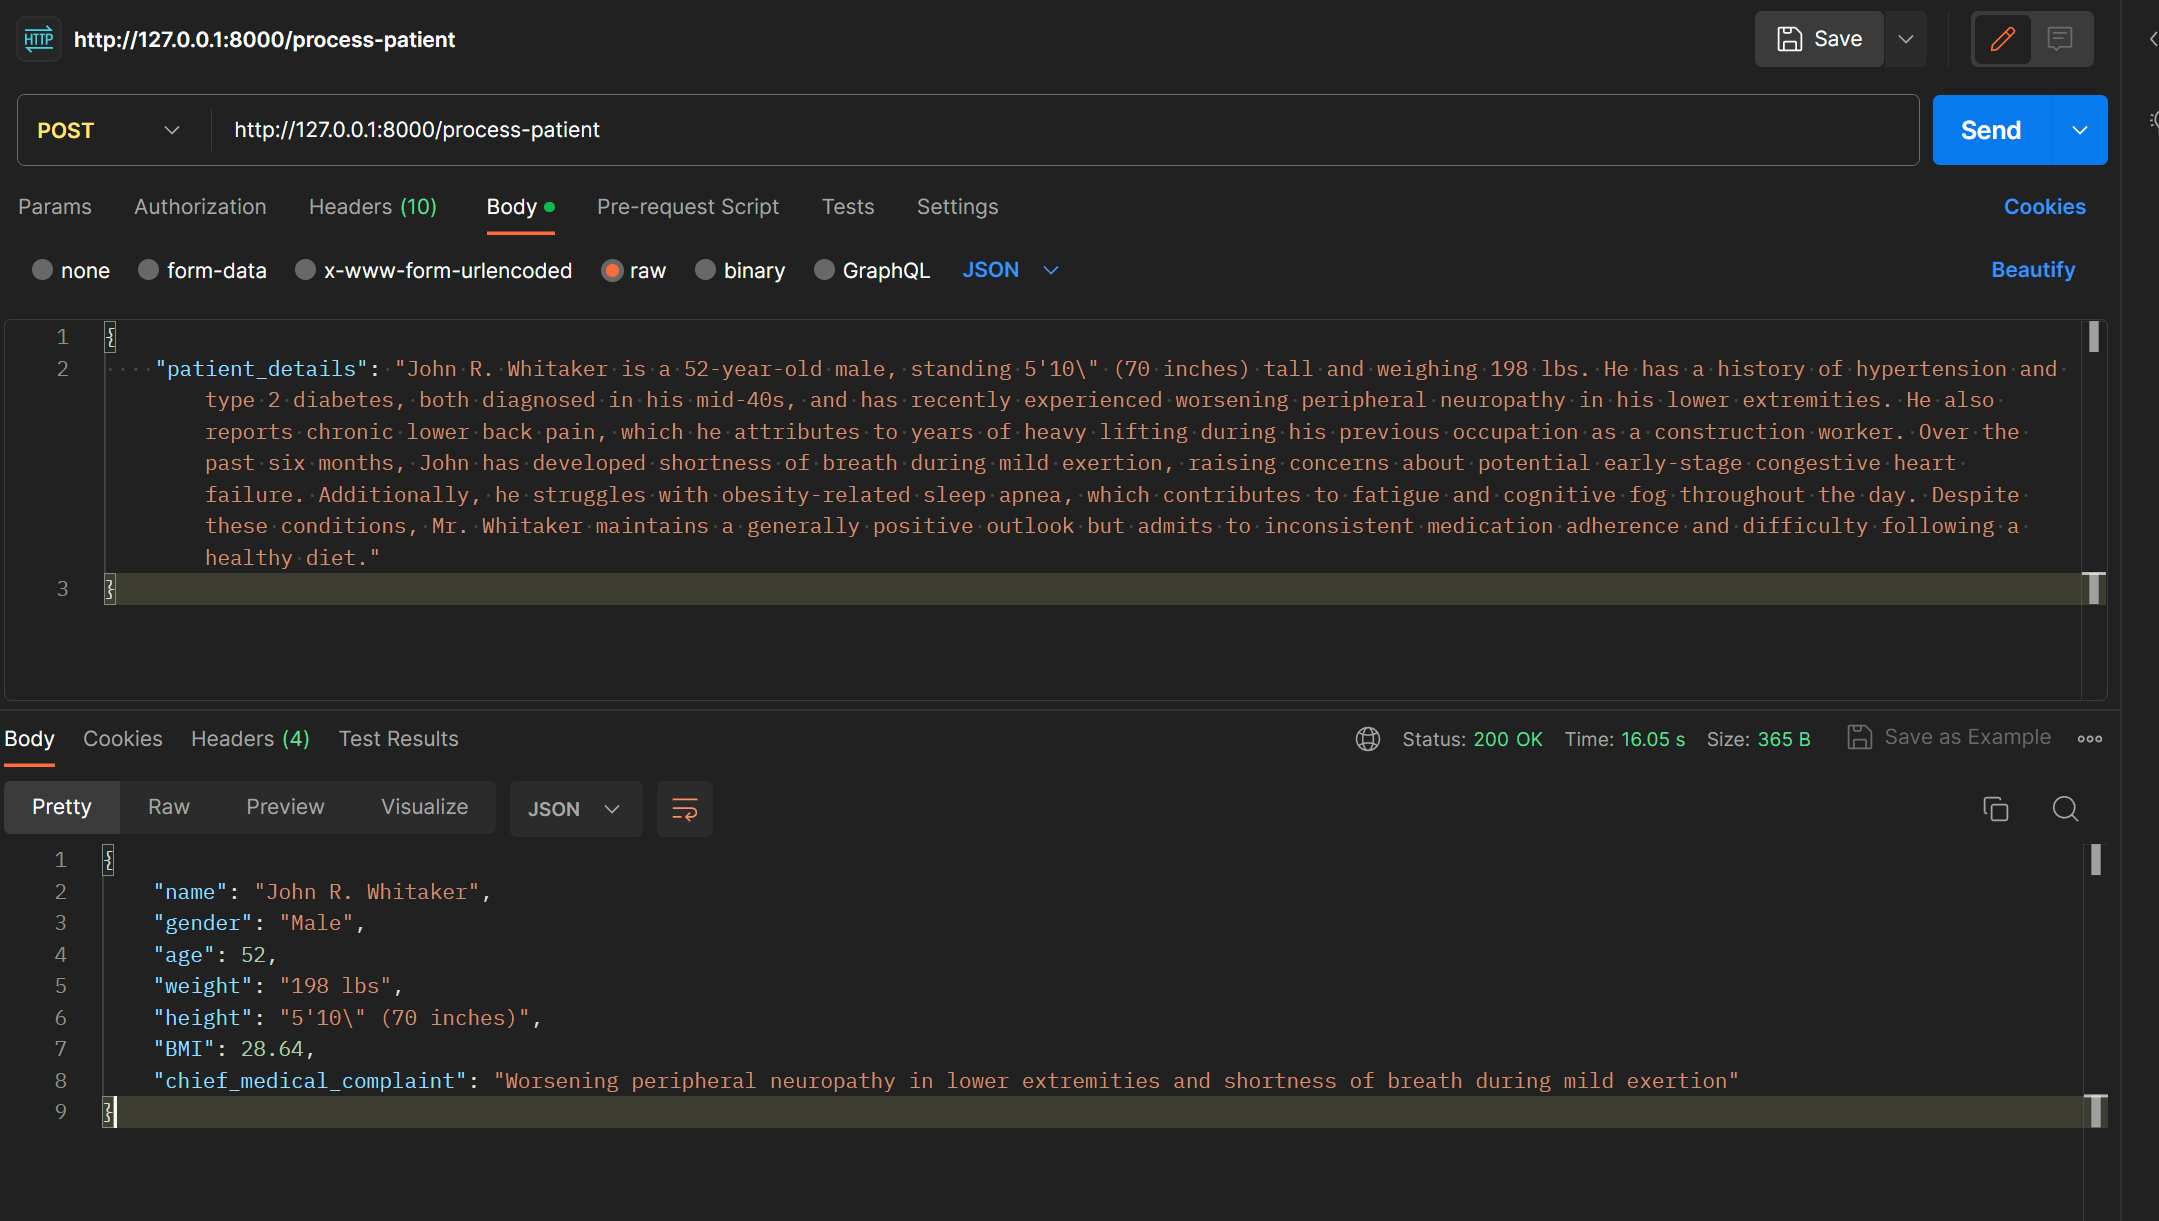 HTTP http://127.0.0.1:8000/process-patient Save
POST http://127.0.0.1:8000/process-patient Send
Params Authorization Headers (10) Body Pre-request Script Tests Settings Cookies
none form-data x-www-form-urlencoded raw binary GraphQL JSON Beautify
1 {
2 "patient_details": "John R. Whitaker is a 52-year-old male, standing 5'10\" (70 inches) tall and weighing 198 lbs. He has a history of hypertension and
type 2 diabetes, both diagnosed in his mid-40s, and has recently experienced worsening peripheral neuropathy in his lower extremities. He also
reports chronic lower back pain, which he attributes to years of heavy lifting during his previous occupation as a construction worker. Over the
past six months, John has developed shortness of breath during mild exertion, raising concerns about potential early-stage congestive heart
failure. Additionally, he struggles with obesity-related sleep apnea, which contributes to fatigue and cognitive fog throughout the day. Despite
these conditions, Mr. Whitaker maintains a generally positive outlook but admits to inconsistent medication adherence and difficulty following a
healthy diet."
3 }
Body Cookies Headers (4) Test Results Status: 200 OK Time: 16.05 s Size: 365 B Save as Example
Pretty Raw Preview Visualize JSON
1 {
2 "name": "John R. Whitaker",
3 "gender": "Male",
4 "age": 52,
5 "weight": "198 lbs",
6 "height": "5'10\" (70 inches)",
7 "BMI": 28.64,
8 "chief_medical_complaint": "Worsening peripheral neuropathy in lower extremities and shortness of breath during mild exertion"
9 }